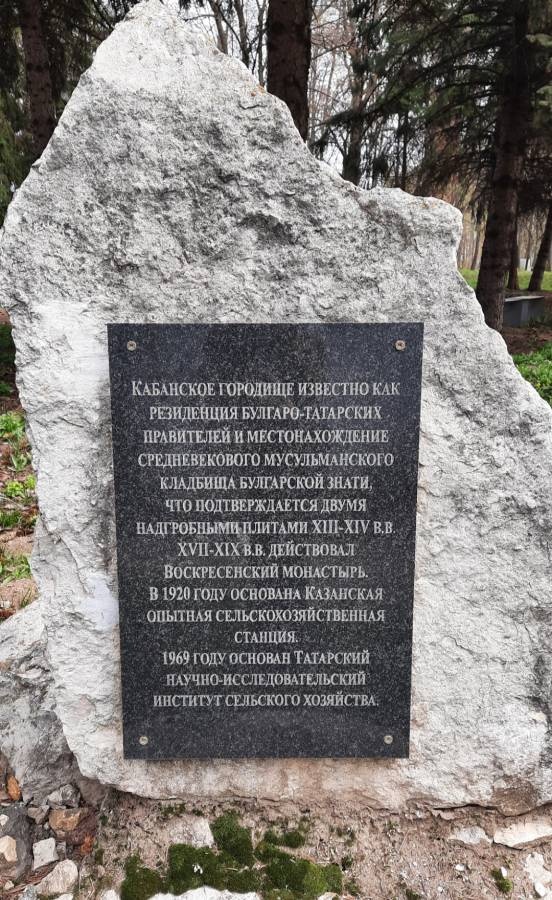 Кабанское городище известно как
резиденция булгаро-татарских
правителей и местонахождение
средневекового мусульманского
кладбища булгарской знати,
что подтверждается двумя
надгробными плитами XIII-XIV в.в.
XVII-XIX в.в. действовал
Воскресенский монастырь.
В 1920 году основана Казанская
опытная сельскохозяйственная
станция.
1969 году основан Татарский
научно-исследовательский
институт сельского хозяйства.